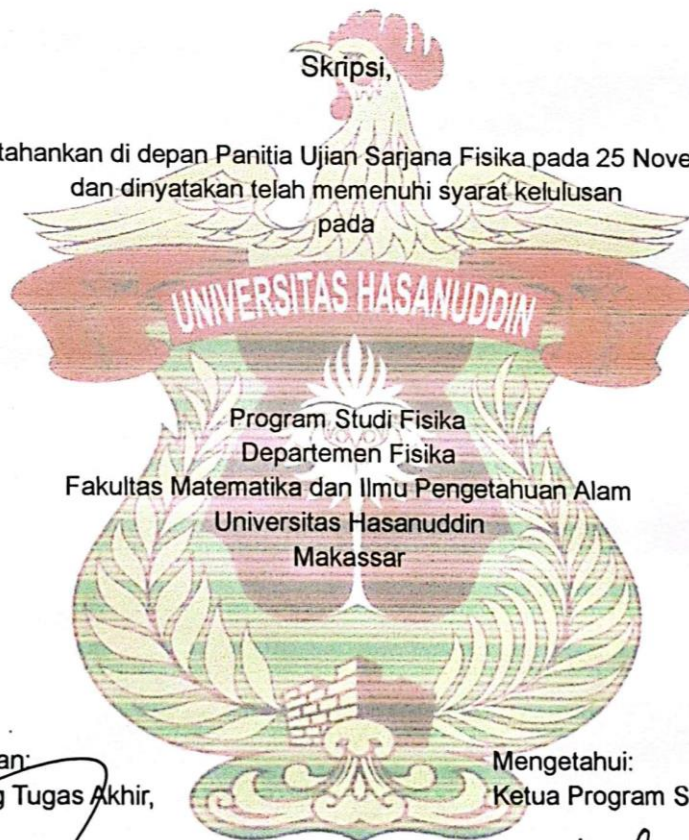 Skripsi,
tahankan di depan Panitia Ujian Sarjana Fisika pada 25 Nove
dan dinyatakan telah memenuhi syarat kelulusan
pada
UNIVERSITAS HASANUDDIN
Program Studi Fisika
Departemen Fisika
Fakultas Matematika dan Ilmu Pengetahuan Alam
Universitas Hasanuddin
Makassar
an:
Mengetahui:
g Tugas Akhir,
Ketua Program S